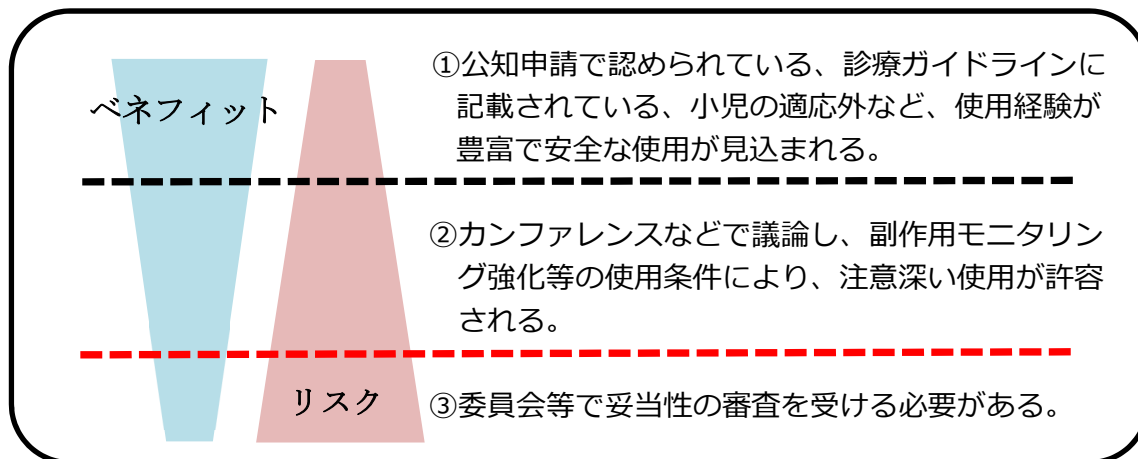 ベネフィット
①公知申請で認められている、診療ガイドラインに
記載されている、小児の適応外など、使用経験が
豊富で安全な使用が見込まれる。
②カンファレンスなどで議論し、副作用モニタリン
グ強化等の使用条件により、注意深い使用が許容
される。
リスク
③委員会等で妥当性の審査を受ける必要がある。